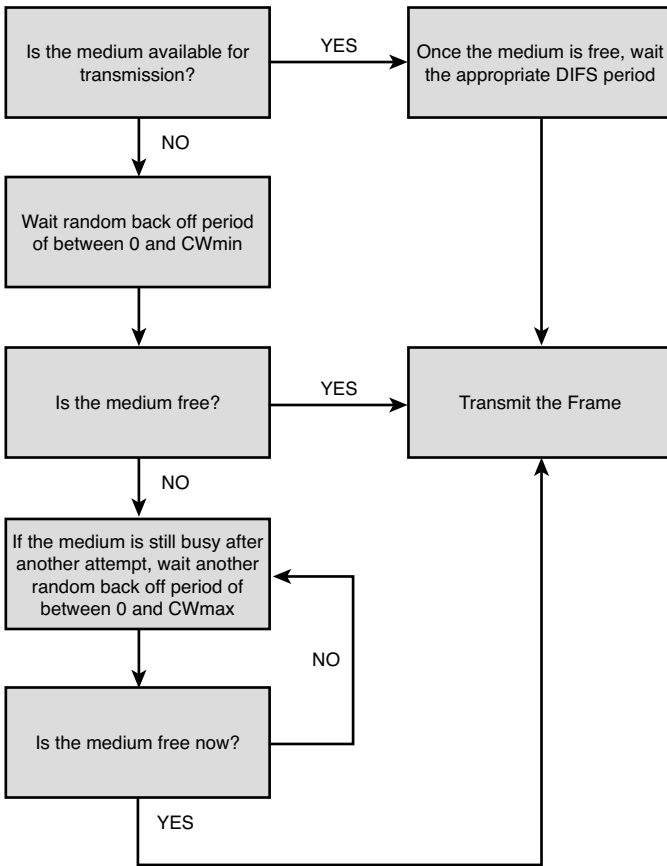 Is the medium available for
transmission?
YES
Once the medium is free, wait
the appropriate DIFS period
NO
Wait random back off period
of between 0 and CWmin
Is the medium free?
YES
Transmit the Frame
NO
If the medium is still busy after
another attempt, wait another
random back off period of
between 0 and CWmax
NO
Is the medium free now?
YES